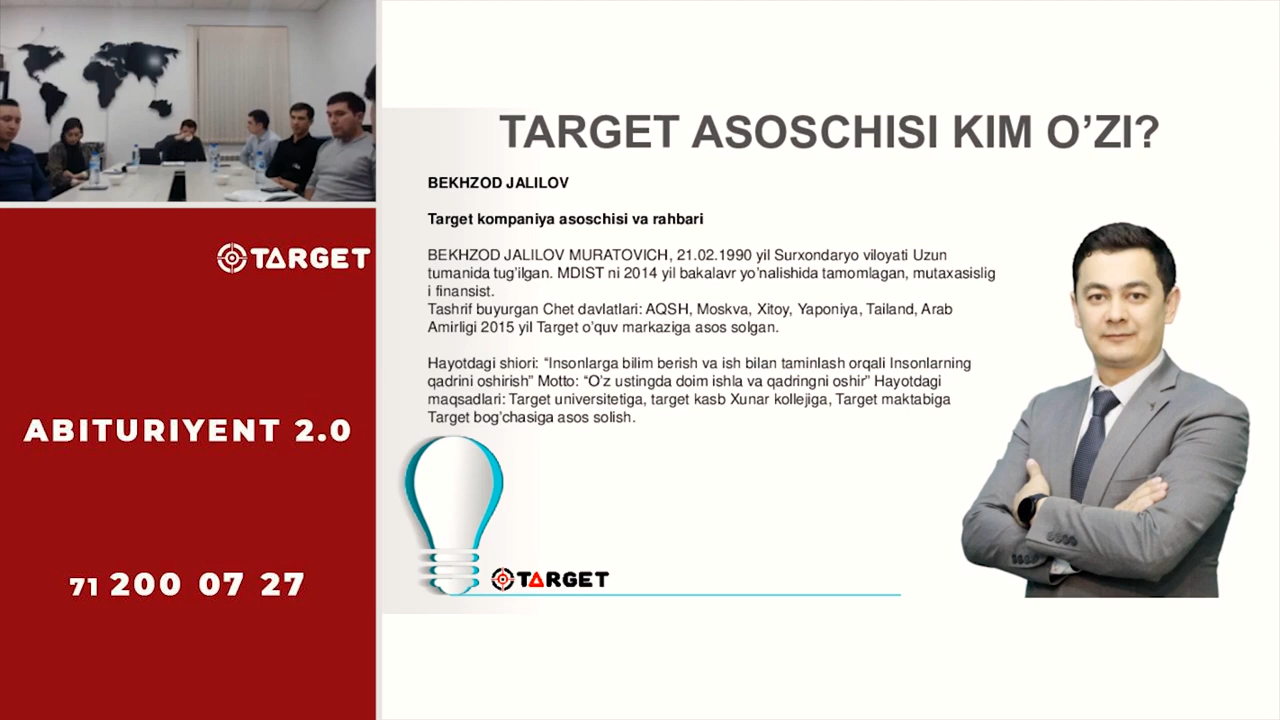 TARGET
ABITURIYENT 2.0
71 200 07 27
TARGET ASOSCHISI KIM O’ZI?
BEKHZOD JALILOV
Target kompaniya asoschisi va rahbari
BEKHZOD JALILOV MURATOVICH, 21.02.1990 yil Surxondaryo viloyati Uzun
tumanida tug’ilgan. MDIST ni 2014 yil bakalavr yo’nalishida tamomlagan, mutaxasislig
i finansist.
Tashrif buyurgan Chet davlatlari: AQSH, Moskva, Xitoy, Yaponiya, Tailand, Arab
Amirligi 2015 yil Target o’quv markaziga asos solgan.
Hayotdagi shiori: “Insonlarga bilim berish va ish bilan taminlash orqali Insonlarning
qadrini oshirish” Motto: “O’z ustingda doim ishla va qadringni oshir” Hayotdagi
maqsadlari: Target universitetiga, target kasb Xunar kollejiga, Target maktabiga
Target bog’chasiga asos solish.
TARGET